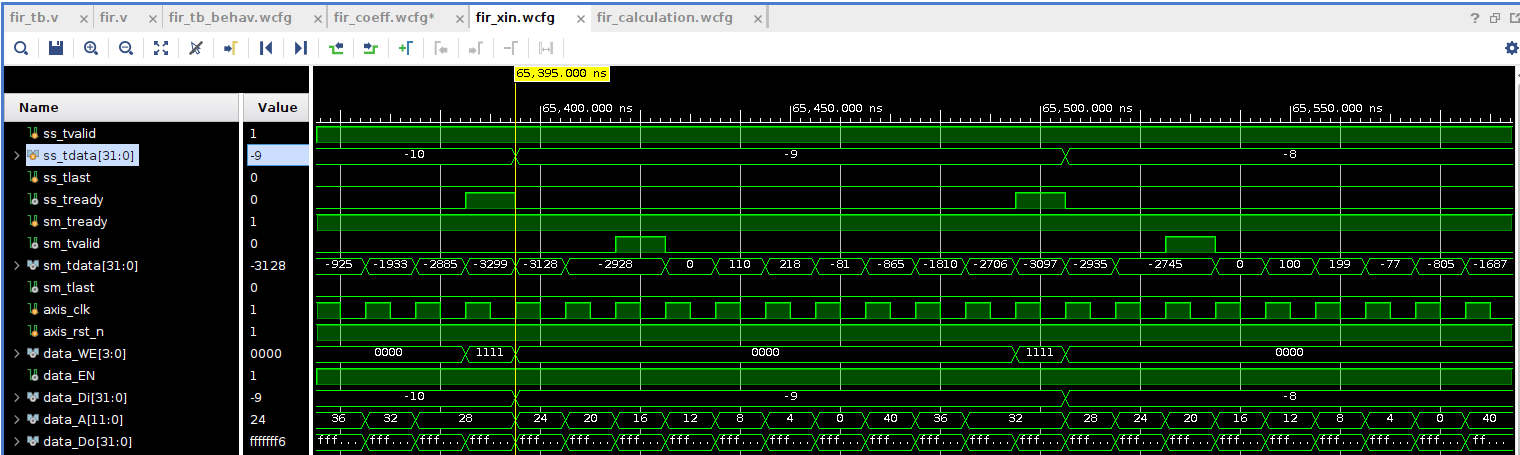 fir_tb.v × fir.v × fir_tb_behav.wcfg × fir_coeff.wcfg* × fir_xin.wcfg × fir_calculation.wcfg ×
65,395.000 ns
65,400.000 ns 65,450.000 ns 65,500.000 ns 65,550.000 ns
Name Value
ss_tvalid 1
ss_tdata[31:0] -9 -10 -9 -8
ss_tlast 0
ss_tready 0
sm_tready 1
sm_tvalid 0
sm_tdata[31:0] -3128 -925 -1933 -2885 -3299 -3128 -2928 0 110 218 -81 -865 -1810 -2706 -3097 -2935 -2745 0 100 199 -77 -805 -1687
sm_tlast 0
axis_clk 1
axis_rst_n 1
data_WE[3:0] 0000 0000 1111 0000 1111 0000
data_EN 1
data_Di[31:0] -9 -10 -9 -8
data_A[11:0] 24 36 32 28 24 20 16 12 8 4 0 40 36 32 28 24 20 16 12 8 4 0 40
data_Do[31:0] fffffff6 fff... fff... fff... fff... fff... fff... fff... fff... fff... fff... fff... fff... fff... fff... fff... fff... fff... fff... fff... fff... fff... fff... fff... ff...